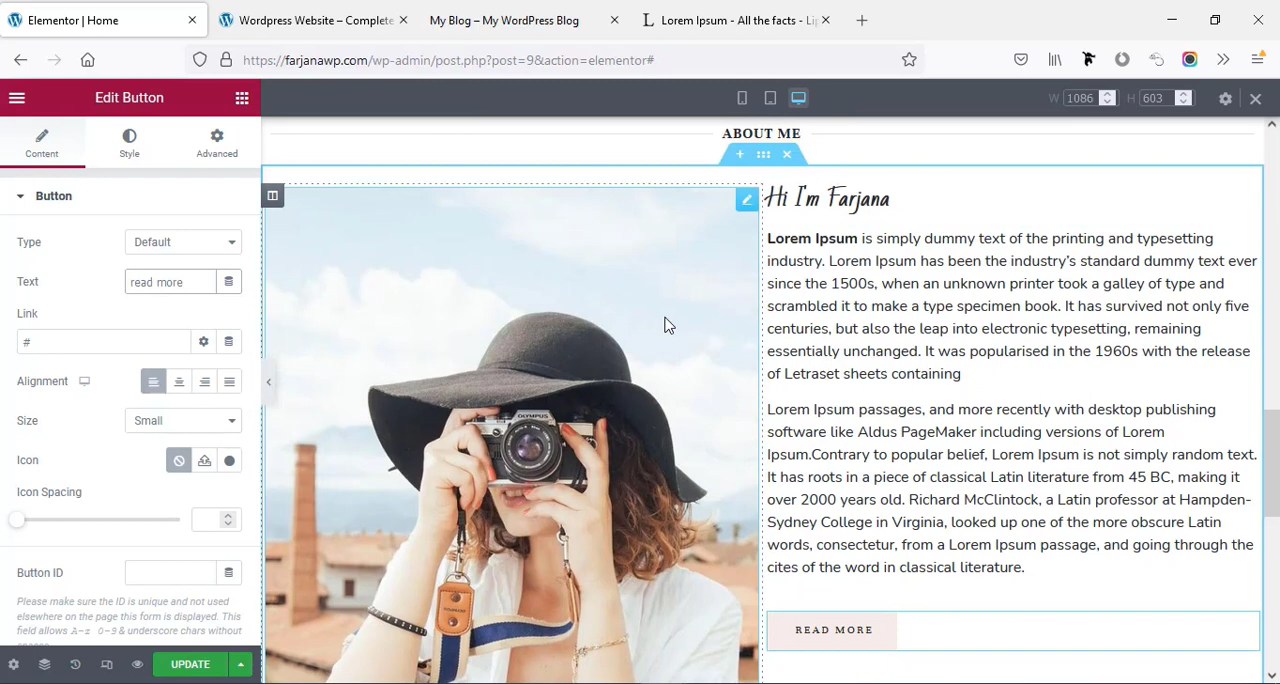 Elementor | Home
Wordpress Website – Complete
My Blog – My WordPress Blog
Lorem Ipsum - All the facts - Li
https://farjanawp.com/wp-admin/post.php?post=9&action=elementor#
Edit Button
W 1086
H 603
Content
Style
Advanced
Button
Type
Default
Text
read more
Link
#
Alignment
Size
Small
Icon
Icon Spacing
Button ID
Please make sure the ID is unique and not used
elsewhere on the page this form is displayed. This
field allows A-z 0-9 & underscore chars without
UPDATE
ABOUT ME
Hi I'm Farjana
Lorem Ipsum is simply dummy text of the printing and typesetting
industry. Lorem Ipsum has been the industry's standard dummy text ever
since the 1500s, when an unknown printer took a galley of type and
scrambled it to make a type specimen book. It has survived not only five
centuries, but also the leap into electronic typesetting, remaining
essentially unchanged. It was popularised in the 1960s with the release
of Letraset sheets containing
Lorem Ipsum passages, and more recently with desktop publishing
software like Aldus PageMaker including versions of Lorem
Ipsum.Contrary to popular belief, Lorem Ipsum is not simply random text.
It has roots in a piece of classical Latin literature from 45 BC, making it
over 2000 years old. Richard McClintock, a Latin professor at Hampden-
Sydney College in Virginia, looked up one of the more obscure Latin
words, consectetur, from a Lorem Ipsum passage, and going through the
cites of the word in classical literature.
READ MORE
OLYMPUS